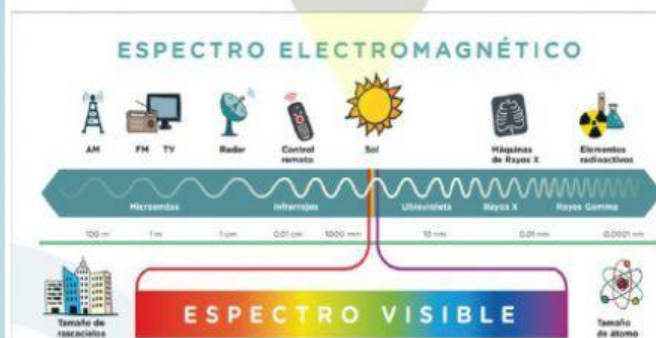 ESPECTRO ELECTROMAGNÉTICO
AM FM TV Radar Control remoto Sol Máquinas de Rayos X Elementos radioactivos
Microondas Infrarrojos Ultravioleta Rayos X Rayos Gamma
100 m 1 m 1 cm 0,01 cm 1000 nm 10 nm 0,01 nm 0,0001 nm
Tamaño de rascacielos
ESPECTRO VISIBLE
Tamaño de átomo